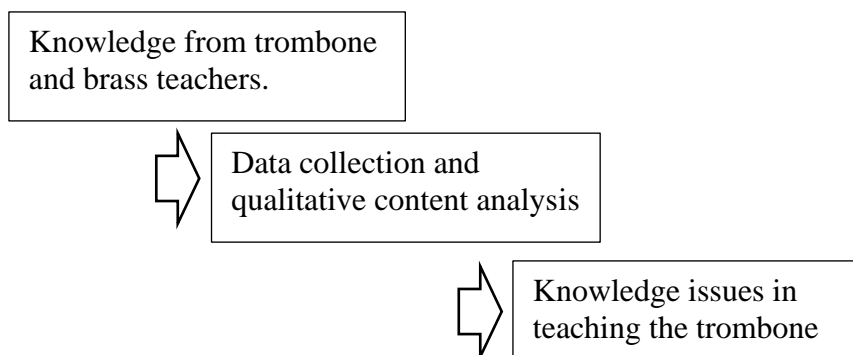 Knowledge from trombone
and brass teachers.
Data collection and
qualitative content analysis
Knowledge issues in
teaching the trombone